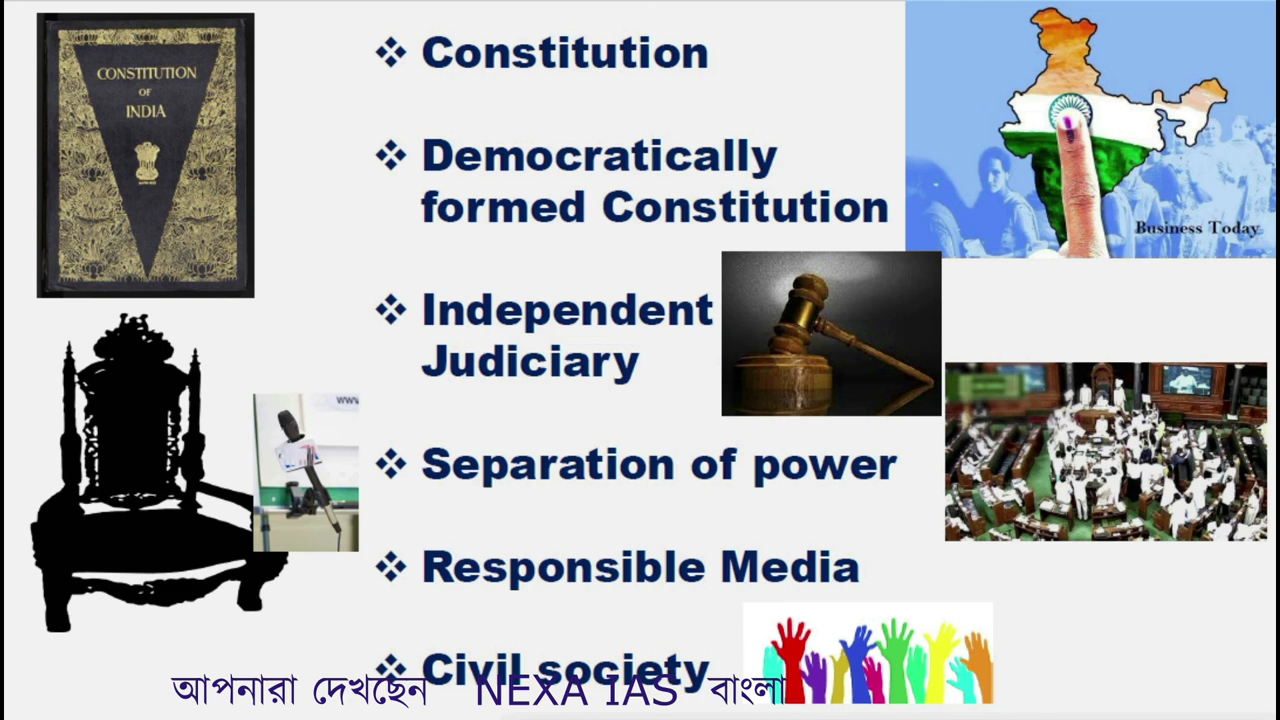 CONSTITUTION
OF
INDIA
❖ Constitution
❖ Democratically
formed Constitution
Business Today
❖ Independent
Judiciary
www
❖ Separation of power
❖ Responsible Media
❖ Civil society
আপনারা দেখছেন NEXA IAS বাংলা